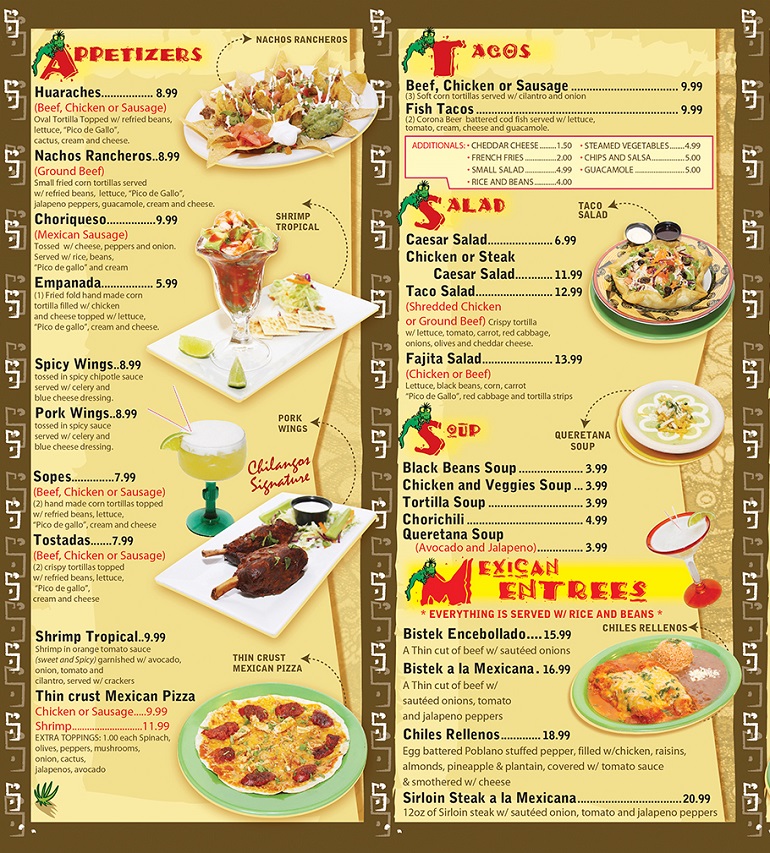 APPETIZERS
NACHOS RANCHEROS
Huaraches................. 8.99
(Beef, Chicken or Sausage)
Oval Tortilla Topped w/ refried beans,
lettuce, "Pico de Gallo",
cactus, cream and cheese.
Nachos Rancheros..8.99
(Ground Beef)
Small fried corn tortillas served
w/ refried beans, lettuce, "Pico de Gallo",
jalapeno peppers, guacamole, cream and cheese.
Choriqueso................9.99
(Mexican Sausage)
Tossed w/ cheese, peppers and onion.
Served w/ rice, beans,
"Pico de gallo" and cream
SHRIMP
TROPICAL
Empanada................ 5.99
(1) Fried fold hand made corn
tortilla filled w/ chicken
and cheese topped w/ lettuce,
"Pico de gallo", cream and cheese.
Spicy Wings..8.99
tossed in spicy chipotle sauce
served w/ celery and
blue cheese dressing.
Pork Wings..8.99
tossed in spicy sauce
served w/ celery and
blue cheese dressing.
PORK
WINGS
Chilangos
Signature
Sopes..............7.99
(Beef, Chicken or Sausage)
(2) hand made corn tortillas topped
w/ refried beans, lettuce,
"Pico de gallo", cream and cheese
Tostadas.......7.99
(Beef, Chicken or Sausage)
(2) crispy tortillas topped
w/ refried beans, lettuce,
"Pico de gallo",
cream and cheese
Shrimp Tropical..9.99
Shrimp in orange tomato sauce
(sweet and Spicy) garnished w/ avocado,
onion, tomato and
cilantro, served w/ crackers
THIN CRUST
MEXICAN PIZZA
Thin crust Mexican Pizza
Chicken or Sausage.....9.99
Shrimp..........................11.99
EXTRA TOPPINGS: 1.00 each Spinach,
olives, peppers, mushrooms,
onion, cactus,
jalapenos, avocado
TACOS
Beef, Chicken or Sausage ........................... 9.99
(3) Soft corn tortillas served w/ cilantro and onion
Fish Tacos .................................................. 9.99
(2) Corona Beer battered cod fish served w/ lettuce,
tomato, cream, cheese and guacamole.
ADDITIONALS: • CHEDDAR CHEESE........1.50 • STEAMED VEGETABLES.......4.99
• FRENCH FRIES ..............2.00 • CHIPS AND SALSA..............5.00
• SMALL SALAD ..............4.99 • GUACAMOLE .....................5.00
• RICE AND BEANS..........4.00
SALAD
TACO
SALAD
Caesar Salad..................... 6.99
Chicken or Steak
Caesar Salad............. 11.99
Taco Salad.......................... 12.99
(Shredded Chicken
or Ground Beef) Crispy tortilla
w/ lettuce, tomato, carrot, red cabbage,
onions, olives and cheddar cheese.
Fajita Salad....................... 13.99
(Chicken or Beef)
Lettuce, black beans, corn, carrot
"Pico de Gallo", red cabbage and tortilla strips
SOUP
QUERETANA
SOUP
Black Beans Soup .................... 3.99
Chicken and Veggies Soup ... 3.99
Tortilla Soup ............................. 3.99
Chorichili .................................... 4.99
Queretana Soup
(Avocado and Jalapeno)............. 3.99
MEXICAN
ENTREES
* EVERYTHING IS SERVED W/ RICE AND BEANS *
CHILES RELLENOS
Bistek Encebollado.... 15.99
A Thin cut of beef w/ sautéed onions
Bistek a la Mexicana . 16.99
A Thin cut of beef w/
sautéed onions, tomato
and jalapeno peppers
Chiles Rellenos............. 18.99
Egg battered Poblano stuffed pepper, filled w/chicken, raisins,
almonds, pineapple & plantain, covered w/ tomato sauce
& smothered w/ cheese
Sirloin Steak a la Mexicana.................................. 20.99
12oz of Sirloin steak w/ sautéed onion, tomato and jalapeno peppers